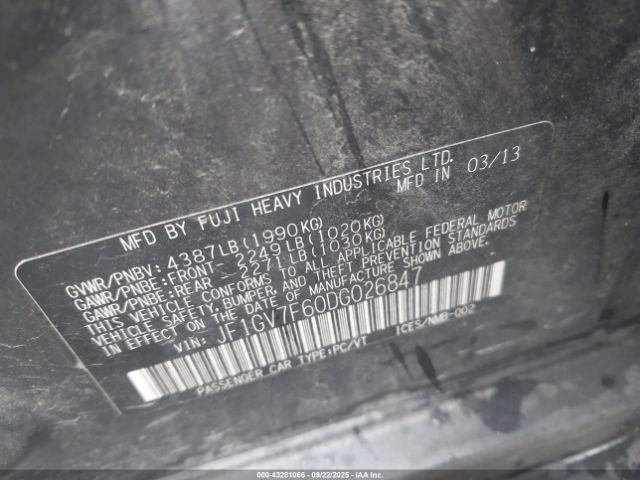 MFD BY FUJI HEAVY INDUSTRIES LTD.
MFD IN 03/13
GVWR/PNBV: 4387LB(1990KG)
GAWR/PNBE:FRONT- 2249LB(1020KG)
GAWR/PNBE:REAR- 2271LB(1030KG)
THIS VEHICLE CONFORMS TO ALL APPLICABLE FEDERAL MOTOR
VEHICLE SAFETY,BUMPER, AND THEFT PREVENTION STANDARDS
IN EFFECT ON THE DATE OF MANUFACTURE SHOWN ABOVE.
VIN: JF1GV7F60DG026847
PASSENGER CAR TYPE:PC/VT ICES/NMB-002
000-43281066 - 09/22/2025 - IAAI.com